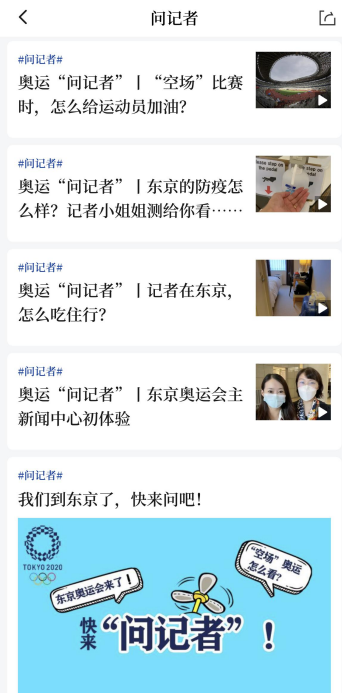 问记者
#问记者#
奥运“问记者”丨“空场”比赛
时，怎么给运动员加油？
#问记者#
奥运“问记者”丨东京的防疫怎
么样？记者小姐姐测给你看……
please step on
the pedal
#问记者#
奥运“问记者”丨记者在东京，
怎么吃住行？
#问记者#
奥运“问记者”丨东京奥运会主
新闻中心初体验
#问记者#
我们到东京了，快来问吧！
TOKYO 2020
“空场”奥运
怎么看？
东京奥运会来了！
快来“问记者”！